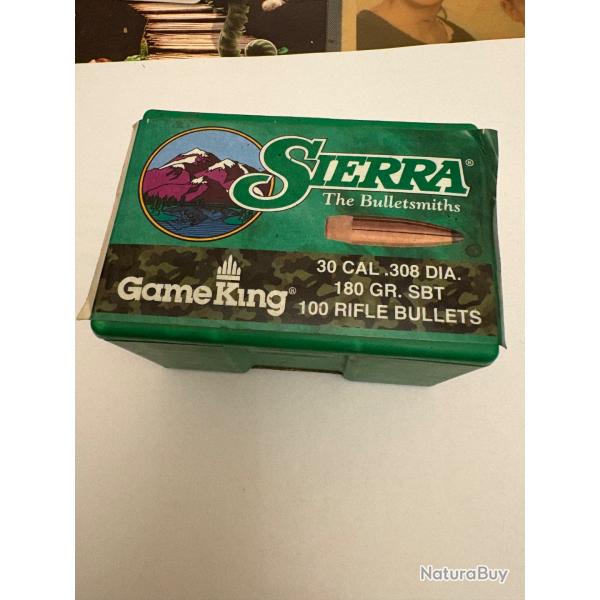 SIERRA®
The Bulletsmiths
GameKing®
30 CAL .308 DIA.
180 GR. SBT
100 RIFLE BULLETS
NaturaBuy